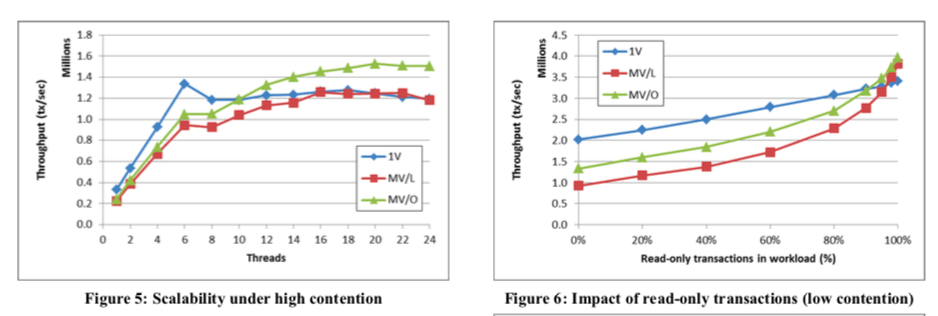 1.8
1.6
1.4
1.2
1.0
0.8
0.6
0.4
0.2
0.0
Throughput (tx/sec)
Millions
1V
MV/L
MV/O
0 2 4 6 8 10 12 14 16 18 20 22 24
Threads
Figure 5: Scalability under high contention
4.5
4.0
3.5
3.0
2.5
2.0
1.5
1.0
0.5
0.0
Throughput (tx/sec)
Millions
1V
MV/L
MV/O
0% 20% 40% 60% 80% 100%
Read-only transactions in workload (%)
Figure 6: Impact of read-only transactions (low contention)